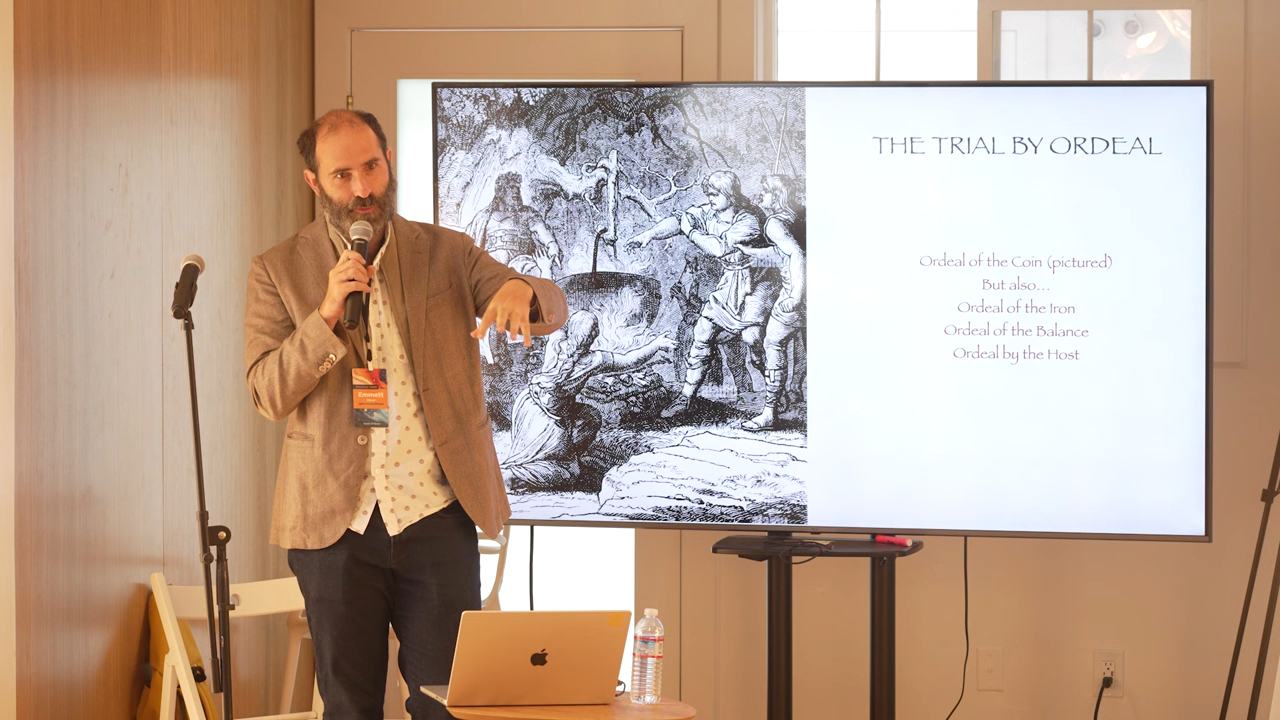 THE TRIAL BY ORDEAL
Ordeal of the Coin (pictured)
But also...
Ordeal of the Iron
Ordeal of the Balance
Ordeal by the Host
Emmett